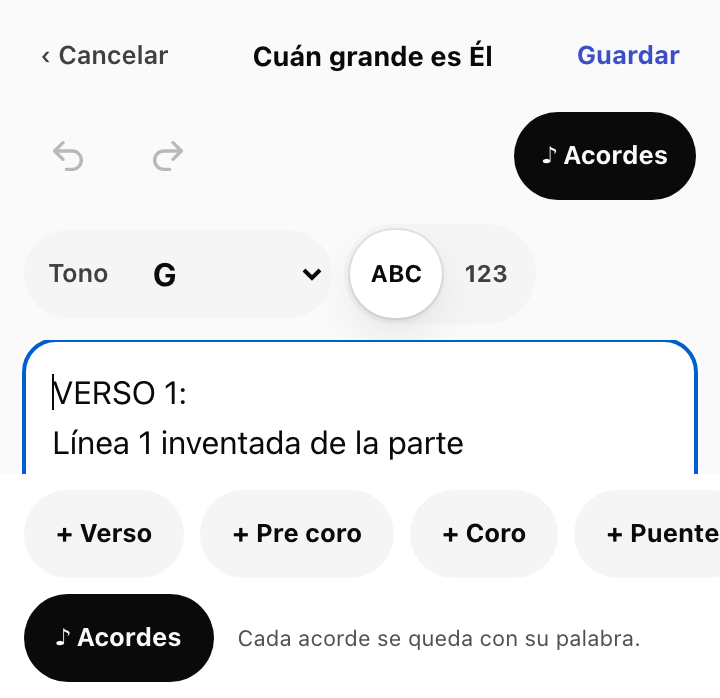 ‹ Cancelar Cuán grande es Él Guardar
♪ Acordes
Tono G ABC 123
VERSO 1:
Línea 1 inventada de la parte
+ Verso + Pre coro + Coro + Puente
♪ Acordes Cada acorde se queda con su palabra.